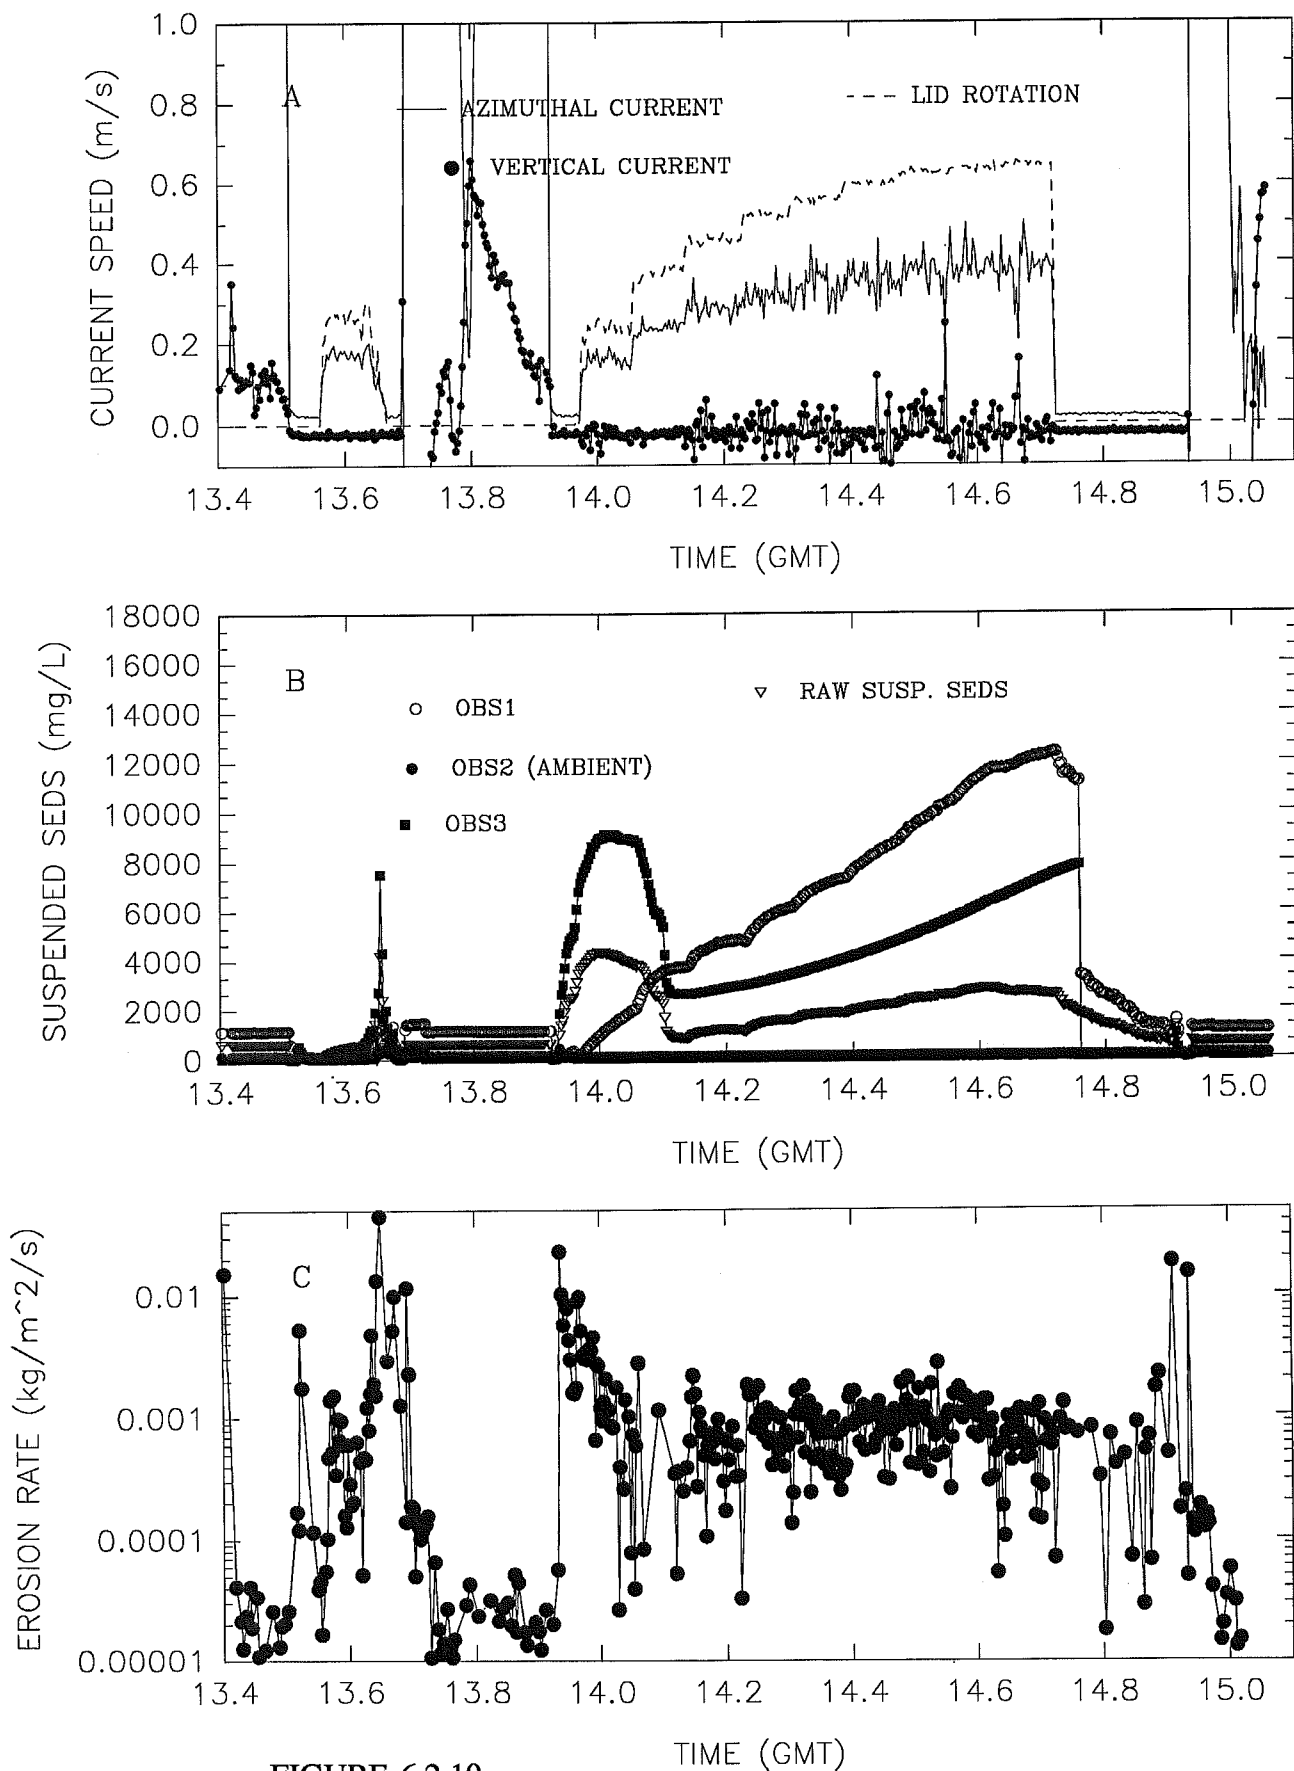 1.0
0.8
0.6
0.4
0.2
0.0
CURRENT SPEED (m/s)
A
AZIMUTHAL CURRENT
LID ROTATION
VERTICAL CURRENT
13.4 13.6 13.8 14.0 14.2 14.4 14.6 14.8 15.0
TIME (GMT)
18000
16000
14000
12000
10000
8000
6000
4000
2000
0
SUSPENDED SEDS (mg/L)
B
OBS1
RAW SUSP. SEDS
OBS2 (AMBIENT)
OBS3
13.4 13.6 13.8 14.0 14.2 14.4 14.6 14.8 15.0
TIME (GMT)
0.01
0.001
0.0001
0.00001
EROSION RATE (kg/m^2/s)
C
13.4 13.6 13.8 14.0 14.2 14.4 14.6 14.8 15.0
TIME (GMT)
FIGURE 6.2.10